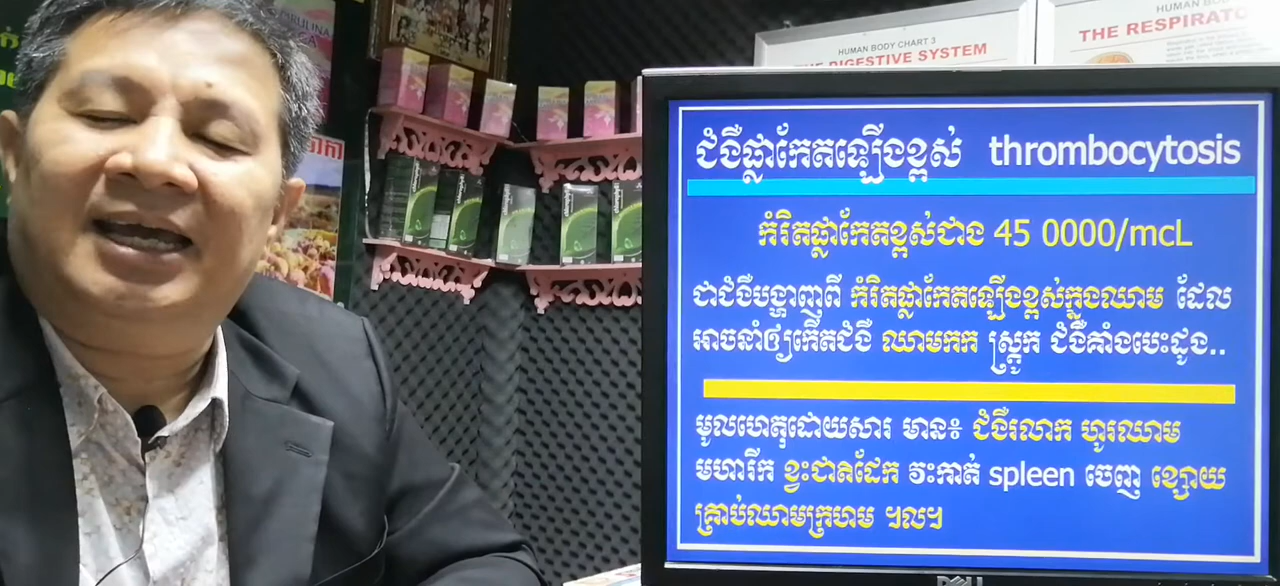 PIRULINA
HUMAN BODY CHART 3
THE DIGESTIVE SYSTEM
HUMAN BODY
THE RESPIRATO
ជំងឺផ្លាកែតឡើងខ្ពស់ thrombocytosis
កំរិតផ្លាកែតខ្ពស់ជាង 45 0000/mcL
ជាជំងឺបង្ហាញពី កំរិតផ្លាកែតឡើងខ្ពស់ក្នុងឈាម ដែល
អាចនាំឲ្យកើតជំងឺ ឈាមកក ស្ត្រូក ជំងឺគាំងបេះដូង..
មូលហេតុដោយសារ មាន៖ ជំងឺរលាក ហូរឈាម
មហារីក ខ្វះជាតិដែក វះកាត់ spleen ចេញ ខ្សោយ
គ្រាប់ឈាមក្រហម ។ល។
DELL